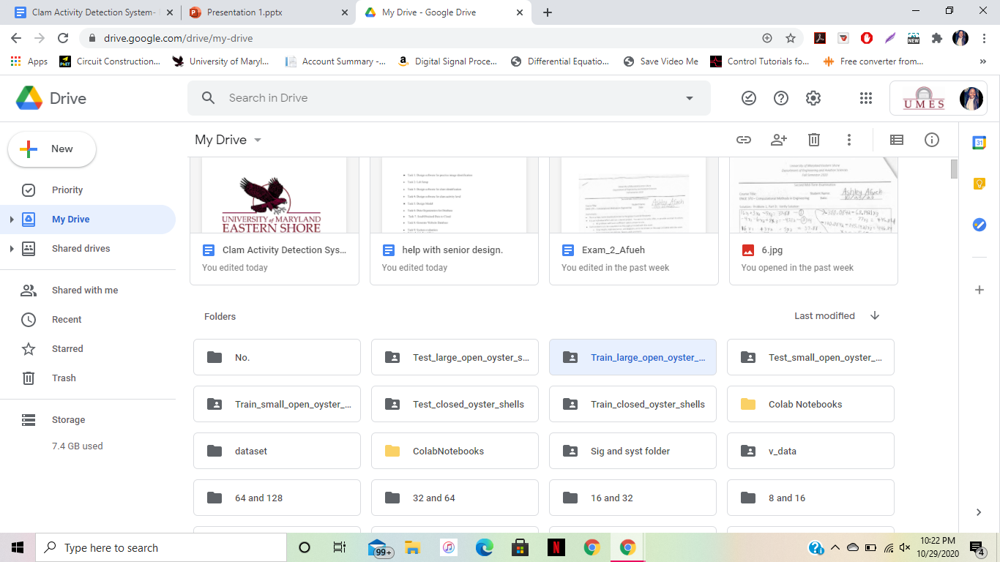 Clam Activity Detection System-
Presentation 1.pptx
My Drive - Google Drive
drive.google.com/drive/my-drive
NEW
Apps
PhET
Circuit Construction...
University of Maryl...
Account Summary -...
Digital Signal Proce...
Differential Equatio...
Save Video Me
Control Tutorials fo...
Free converter from...
»
Drive
Search in Drive
UMES
New
My Drive
31
Priority
My Drive
Shared drives
Shared with me
Recent
Starred
Trash
Storage
7.4 GB used
UNIVERSITY of MARYLAND
EASTERN SHORE
Clam Activity Detection Sys...
You edited today
help with senior design.
You edited today
Ashley Afueh
Exam_2_Afueh
You edited in the past week
Ashley Afueh
6.jpg
You opened in the past week
Folders
Last modified
No.
Test_large_open_oyster_s...
Train_large_open_oyster_...
Test_small_open_oyster_...
Train_small_open_oyster_...
Test_closed_oyster_shells
Train_closed_oyster_shells
Colab Notebooks
dataset
ColabNotebooks
Sig and syst folder
v_data
64 and 128
32 and 64
16 and 32
8 and 16
Type here to search
99+
N
10:22 PM
10/29/2020
4